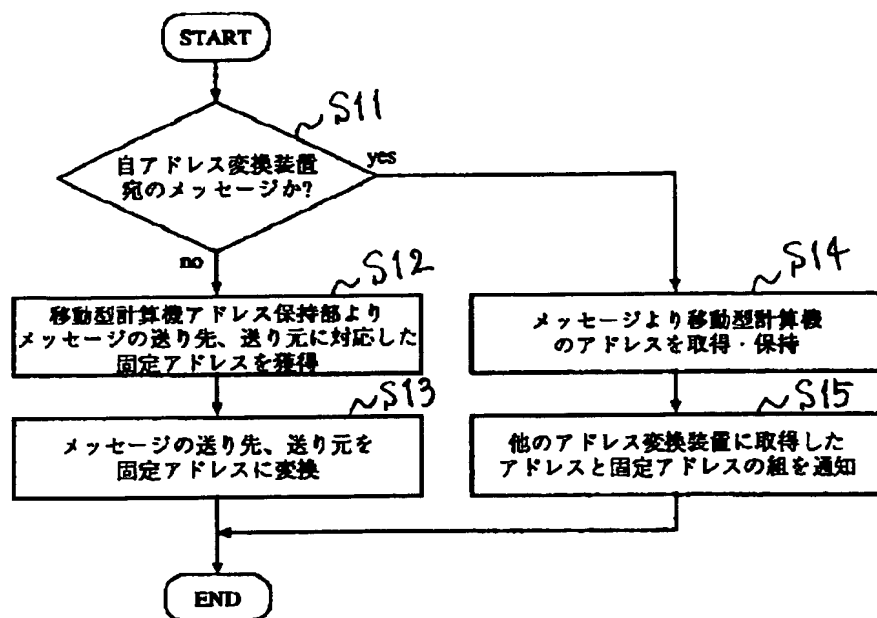 START
S11
自アドレス変換装置
宛のメッセージか?
yes
no
S12
移動型計算機アドレス保持部より
メッセージの送り先、送り元に対応した
固定アドレスを獲得
S13
メッセージの送り先、送り元を
固定アドレスに変換
S14
メッセージより移動型計算機
のアドレスを取得・保持
S15
他のアドレス変換装置に取得した
アドレスと固定アドレスの組を通知
END